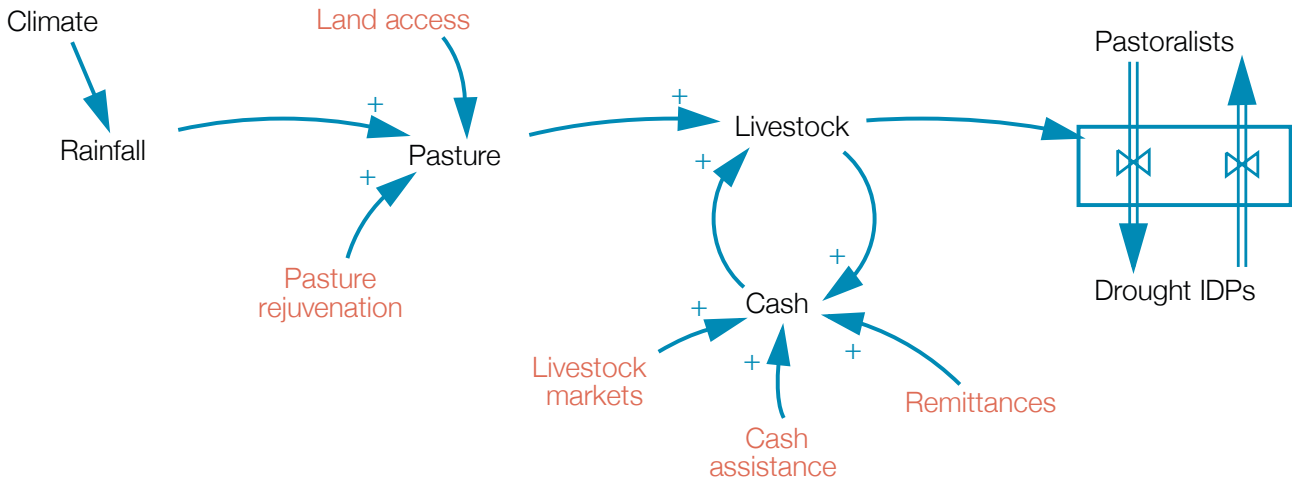 Climate
Land access
Pastoralists
+
+
Rainfall
Pasture
Livestock
+
+
Pasture
rejuvenation
+
Drought IDPs
Cash
+
+
+
Livestock
markets
Remittances
Cash
assistance